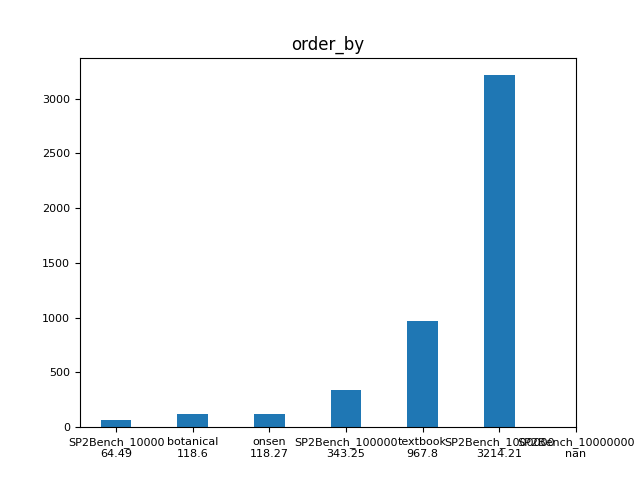 order_by
3000
2500
2000
1500
1000
500
0
SP2Bench_10000 botanical onsen SP2Bench_100000 textbook SP2Bench_1000000 SP2Bench_10000000
64.49 118.6 118.27 343.25 967.8 3214.21 nan